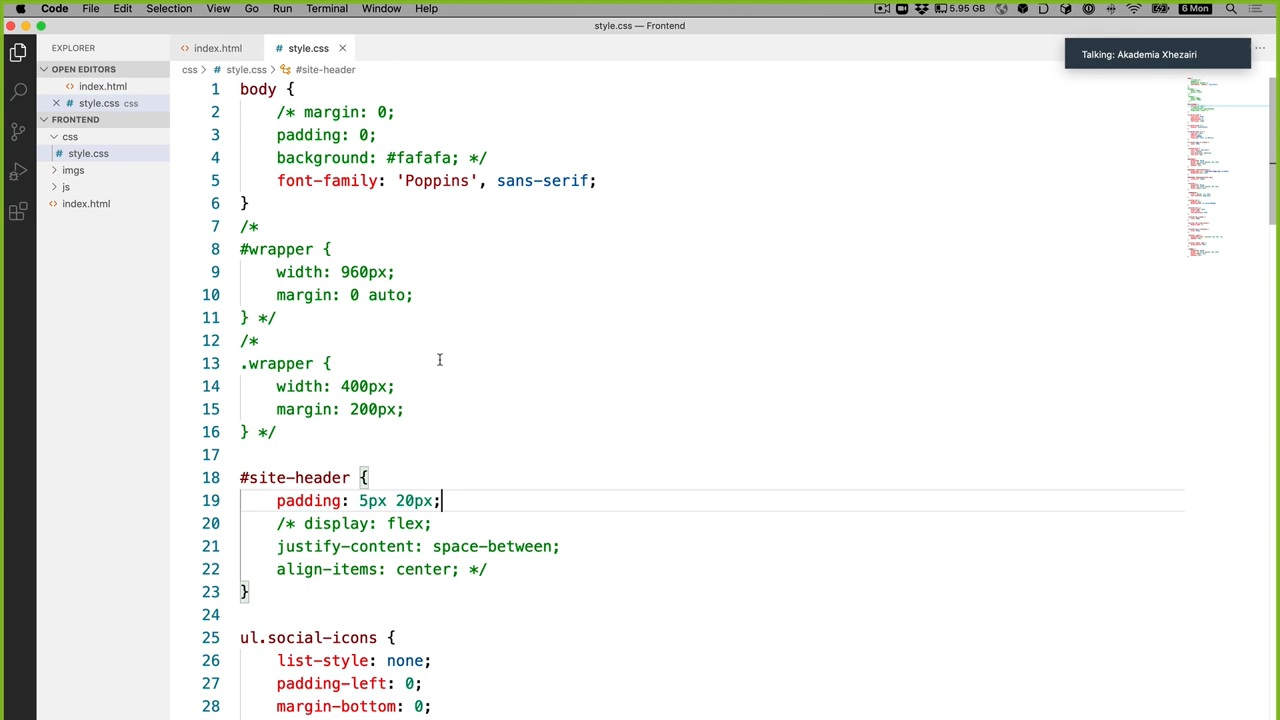 Code File Edit Selection View Go Run Terminal Window Help 5.95 GB 6 Mon
style.css — Frontend
EXPLORER
index.html
style.css
Talking: Akademia Xhezairi
OPEN EDITORS
index.html
style.css css
FRONTEND
css
style.css
imgs
js
index.html
css > # style.css > #site-header
1 body {
2 /* margin: 0;
3 padding: 0;
4 background: #fafafa; */
5 font-family: 'Poppins', sans-serif;
6 }
7 /*
8 #wrapper {
9 width: 960px;
10 margin: 0 auto;
11 } */
12 /*
13 .wrapper {
14 width: 400px;
15 margin: 200px;
16 } */
17
18 #site-header {
19 padding: 5px 20px;
20 /* display: flex;
21 justify-content: space-between;
22 align-items: center; */
23 }
24
25 ul.social-icons {
26 list-style: none;
27 padding-left: 0;
28 margin-bottom: 0;